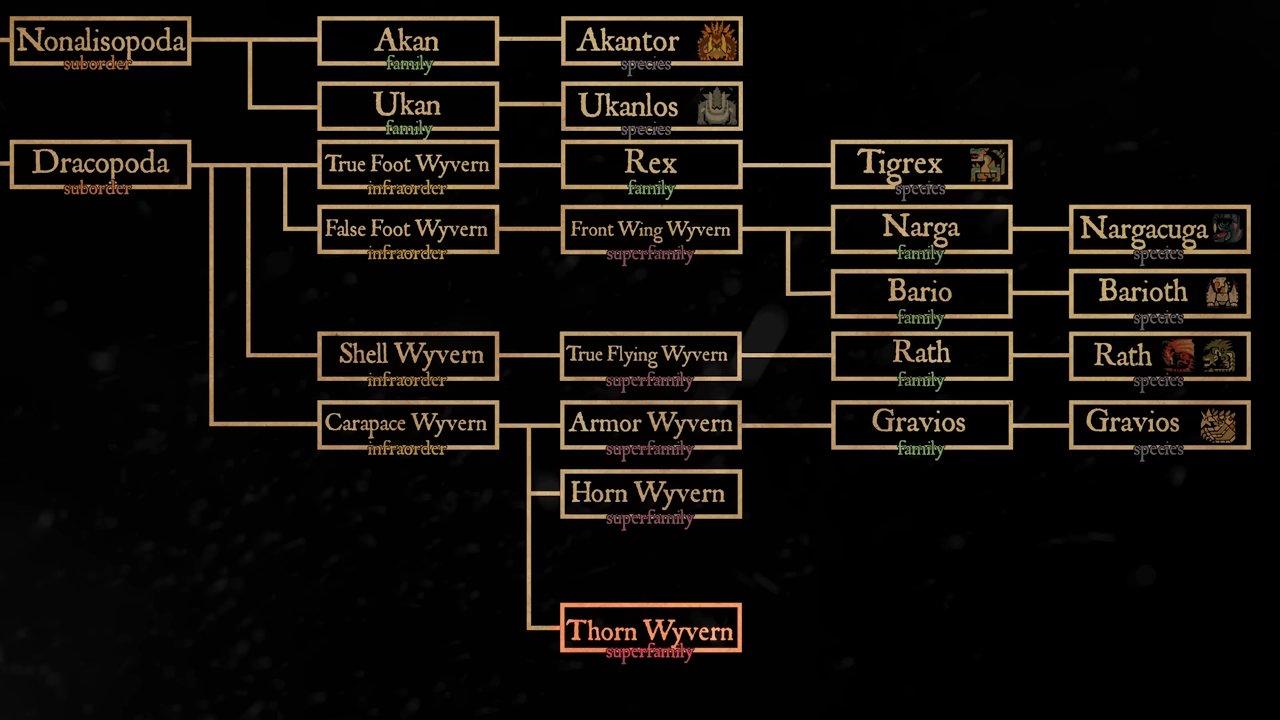 Nonalisopoda
suborder
Akan
family
Akantor
species
Ukan
family
Ukanlos
species
Dracopoda
suborder
True Foot Wyvern
infraorder
Rex
family
Tigrex
species
False Foot Wyvern
infraorder
Front Wing Wyvern
superfamily
Narga
family
Nargacuga
species
Bario
family
Barioth
species
Shell Wyvern
infraorder
True Flying Wyvern
superfamily
Rath
family
Rath
species
Carapace Wyvern
infraorder
Armor Wyvern
superfamily
Gravios
family
Gravios
species
Horn Wyvern
superfamily
Thorn Wyvern
superfamily